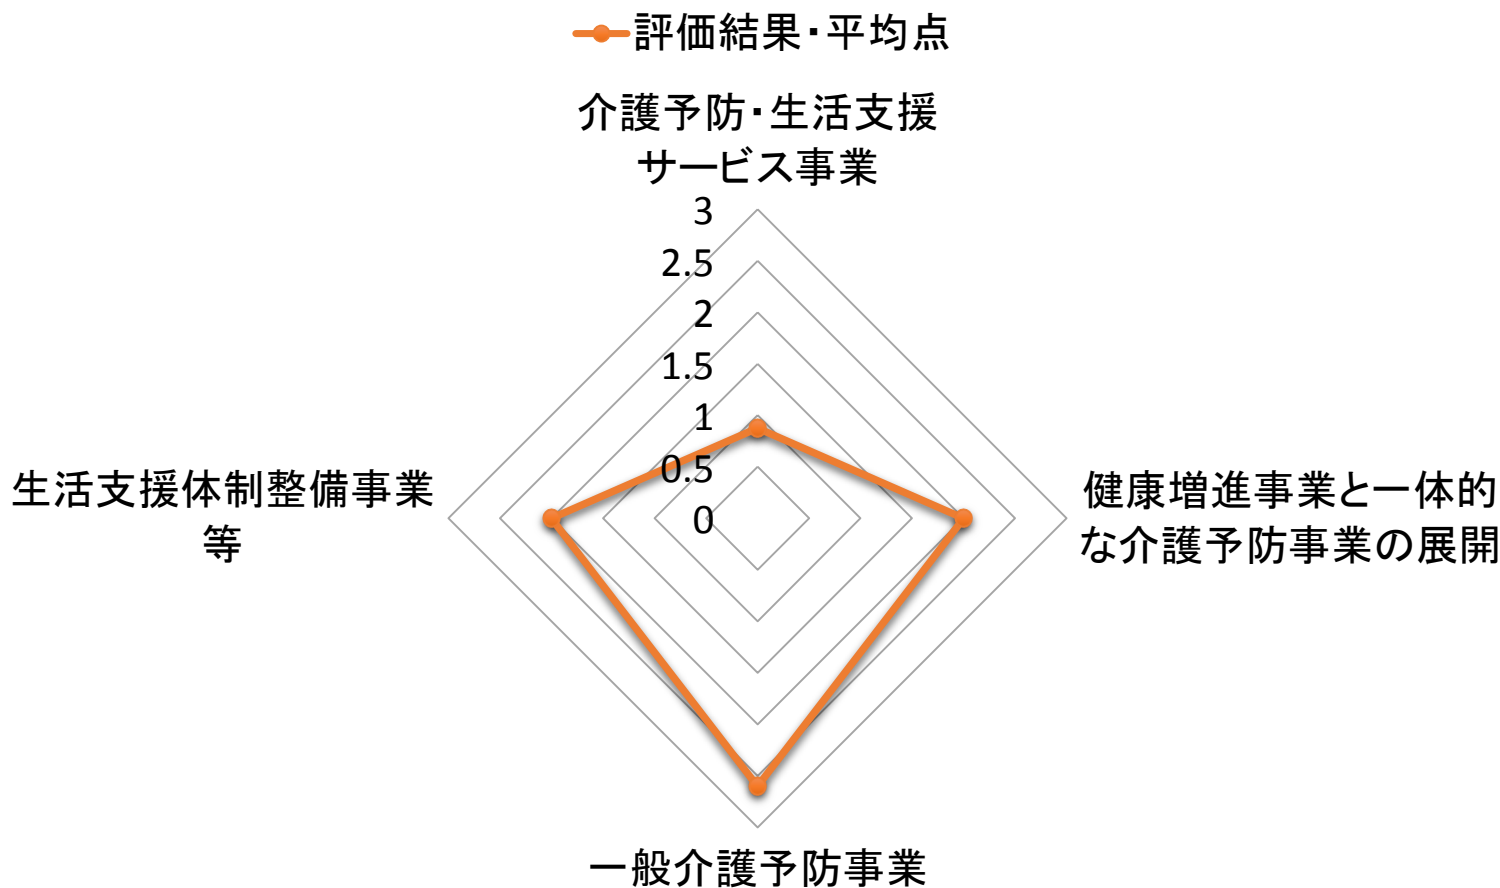 評価結果・平均点
介護予防・生活支援
サービス事業
3
2.5
2
1.5
1
0.5
0
生活支援体制整備事業
等
健康増進事業と一体的
な介護予防事業の展開
一般介護予防事業